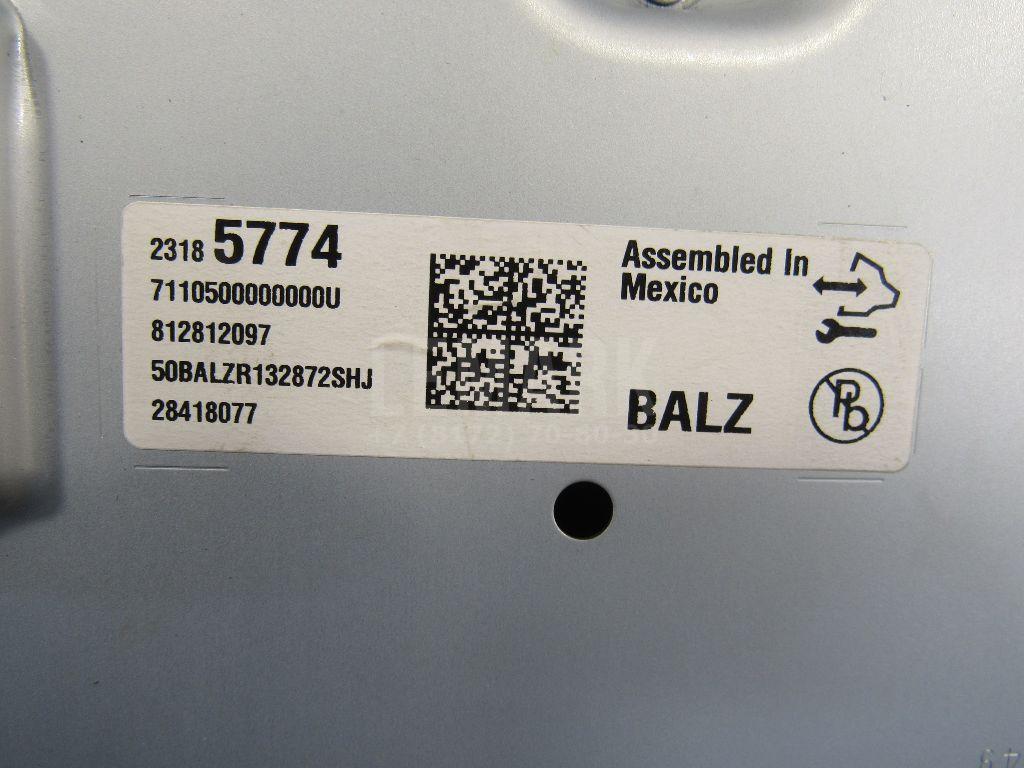 2318 5774
7110500000000U
812812097
50BALZR132872SHJ
28418077
Assembled In
Mexico
BALZ
Pb